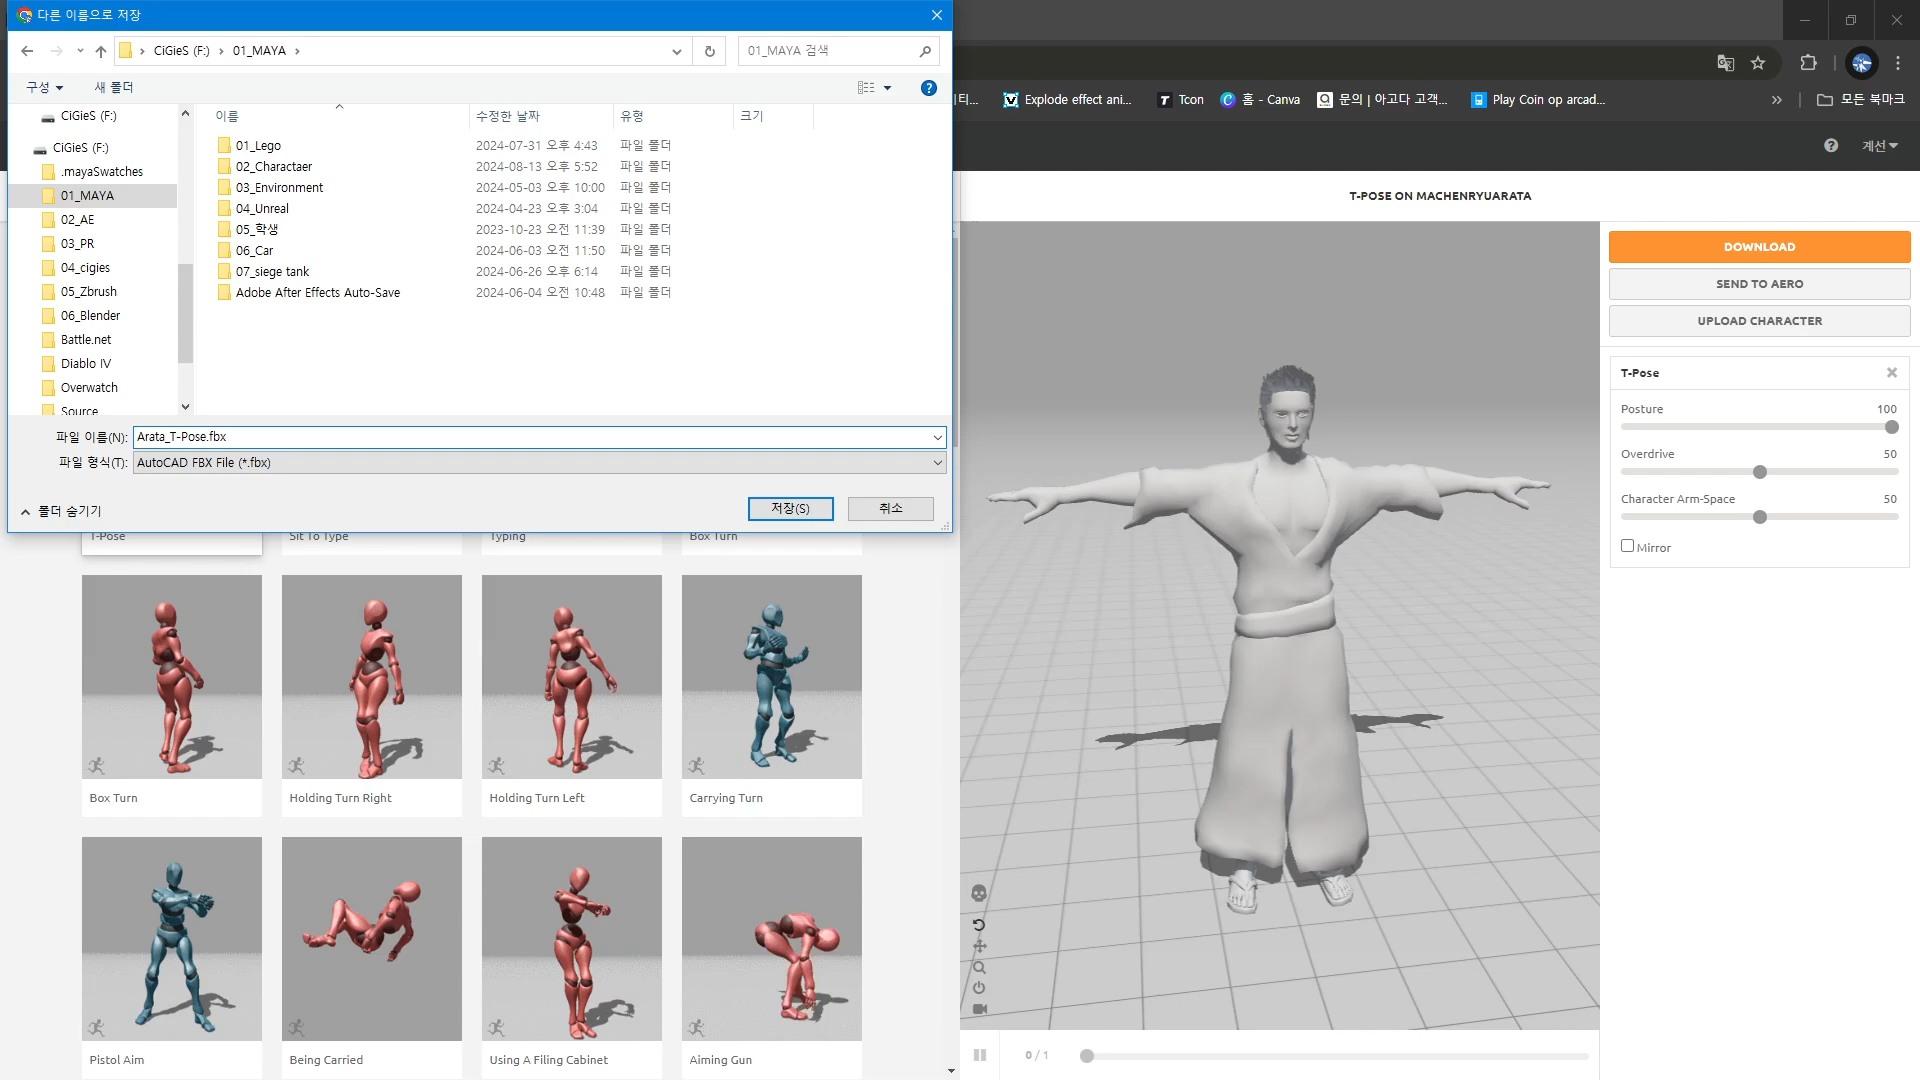 다른 이름으로 저장
CiGieS (F:) › 01_MAYA ›
01_MAYA 검색
구성
새 폴더
CiGieS (F:)
CiGieS (F:)
.mayaSwatches
01_MAYA
02_AE
03_PR
04_cigies
05_Zbrush
06_Blender
Battle.net
Diablo IV
Overwatch
Source
이름 수정한 날짜 유형 크기
01_Lego 2024-07-31 오후 4:43 파일 폴더
02_Charactaer 2024-08-13 오후 5:52 파일 폴더
03_Environment 2024-05-03 오후 10:00 파일 폴더
04_Unreal 2024-04-23 오후 3:04 파일 폴더
05_학생 2023-10-23 오전 11:39 파일 폴더
06_Car 2024-06-03 오전 11:50 파일 폴더
07_siege tank 2024-06-26 오후 6:14 파일 폴더
Adobe After Effects Auto-Save 2024-06-04 오전 10:48 파일 폴더
파일 이름(N): Arata_T-Pose.fbx
파일 형식(T): AutoCAD FBX File (*.fbx)
폴더 숨기기
저장(S)
취소
티...
Explode effect ani...
Tcon
홈 - Canva
문의 | 아고다 고객...
Play Coin op arcad...
모든 북마크
계선
T-POSE ON MACHENRYUARATA
DOWNLOAD
SEND TO AERO
UPLOAD CHARACTER
T-Pose
Posture 100
Overdrive 50
Character Arm-Space 50
Mirror
T-Pose
Sit To Type
Typing
Box Turn
Box Turn
Holding Turn Right
Holding Turn Left
Carrying Turn
Pistol Aim
Being Carried
Using A Filing Cabinet
Aiming Gun
0 / 1